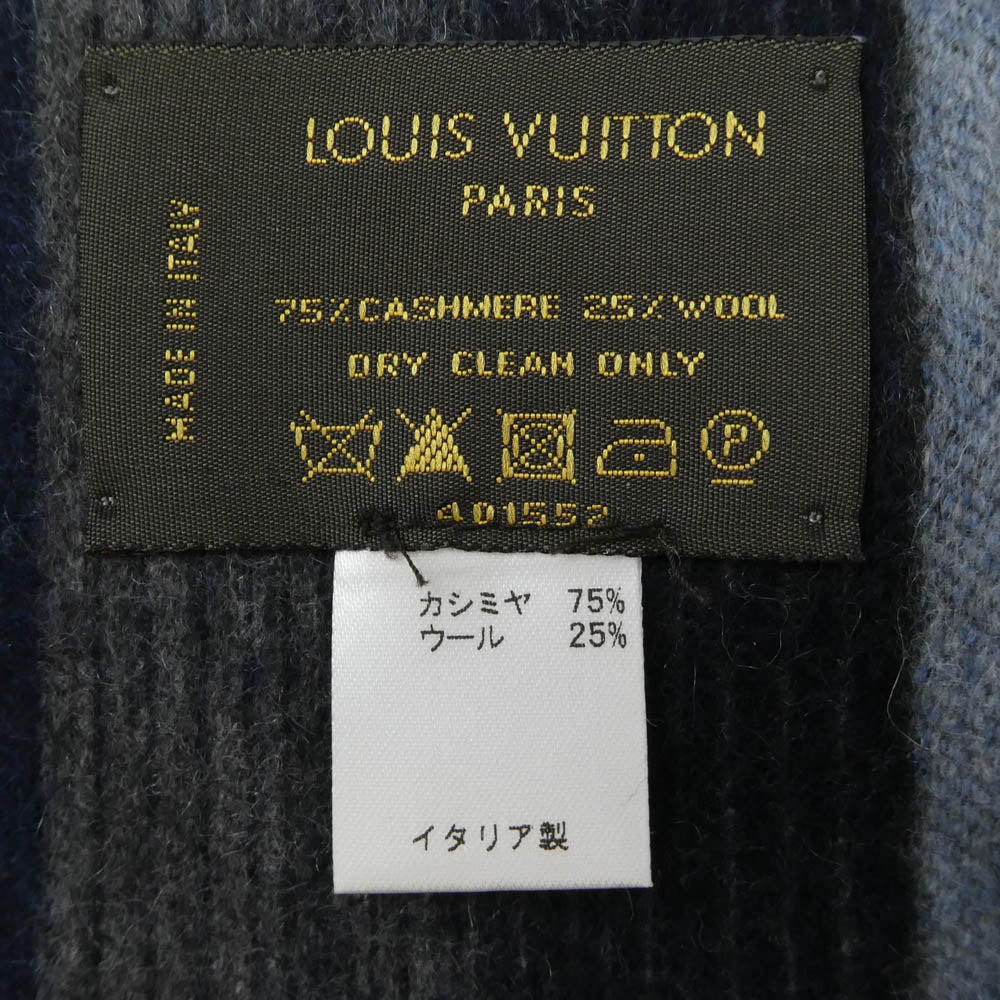 LOUIS VUITTON
PARIS
MADE IN ITALY
75% CASHMERE 25% WOOL
DRY CLEAN ONLY
P
401552
カシミヤ 75%
ウール 25%
イタリア製